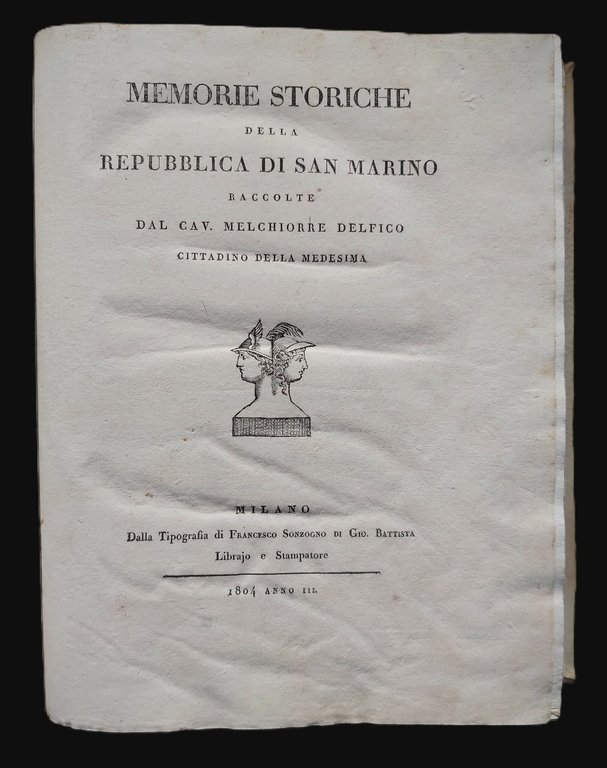 MEMORIE STORICHE
DELLA
REPUBBLICA DI SAN MARINO
RACCOLTE
DAL CAV. MELCHIORRE DELFICO
CITTADINO DELLA MEDESIMA
MILANO
Dalla Tipografia di FRANCESCO SONZOGNO DI GIO. BATTISTA
Librajo e Stampatore
1804 ANNO III.